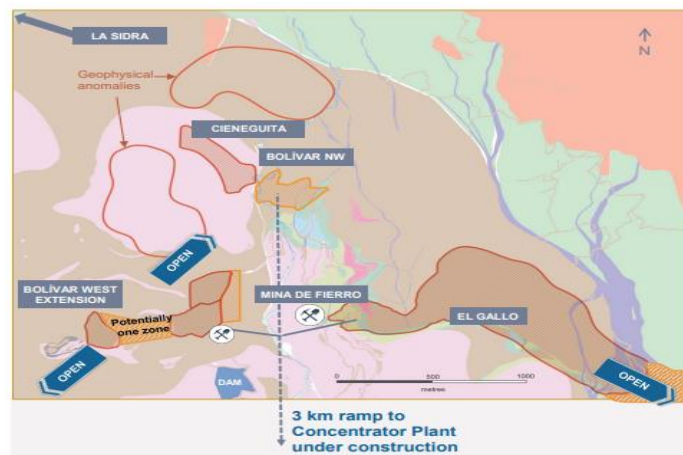 LA SIDRA
N
Geophysical
anomalies
CIENEGUITA
BOLÍVAR NW
OPEN
BOLÍVAR WEST
EXTENSION
MINA DE FIERRO
Potentially
one zone
EL GALLO
OPEN
DAM
0 500 1000
metres
OPEN
3 km ramp to
Concentrator Plant
under construction